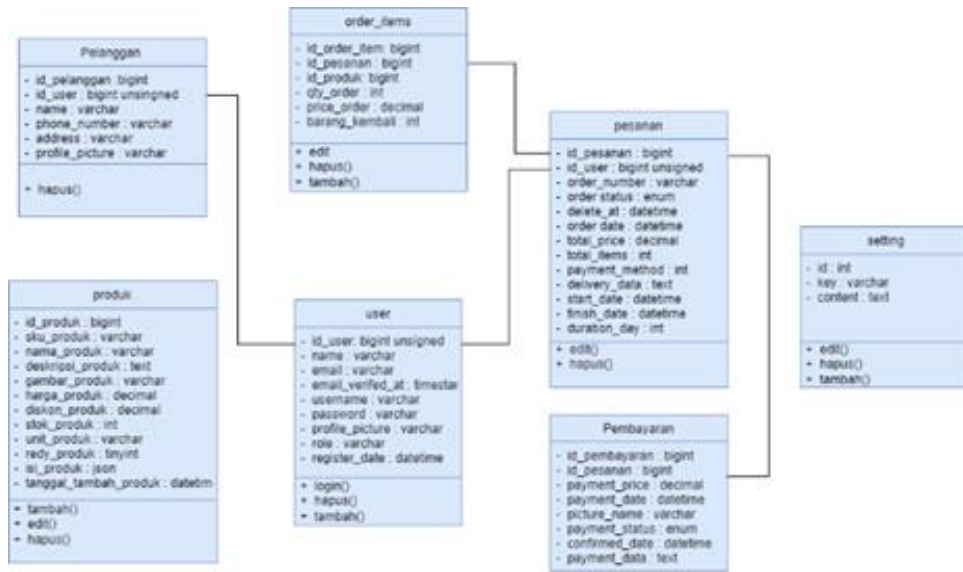 Pelanggan
- id_pelanggan : bigint
- id_user : bigint unsingned
- name : varchar
- phone_number : varchar
- address : varchar
- profile_picture : varchar
+ hapus()
order_items
- id_order_item: bigint
- id_pesanan : bigint
- id_produk: bigint
- qty_order : int
- price_order : decimal
- barang_kembali : int
+ edit
+ hapus()
+ tambah()
pesanan
- id_pesanan : bigint
- id_user : bigint unsigned
- order_number : varchar
- order status : enum
- delete_at : datetime
- order date : datetime
- total_price : decimal
- total_items : int
- payment_method : int
- delivery_data : text
- start_date : datetime
- finish_date : datetime
- duration_day : int
+ edit()
+ hapus()
setting
- id : int
- key : varchar
- content : text
+ edit()
+ hapus()
+ tambah()
produk
- id_produk : bigint
- sku_produk : varchar
- nama_produk : varchar
- deskripsi_produk : text
- gambar_produk : varchar
- harga_produk : decimal
- diskon_produk : decimal
- stok_produk : int
- unit_produk : varchar
- redy_produk : tinyint
- isi_produk : json
- tanggal_tambah_produk : datetim
+ tambah()
+ edit()
+ hapus()
user
- id_user: bigint unsigned
- name : varchar
- email : varchar
- email_verifed_at : timestar
- username : varchar
- password : varchar
- profile_picture : varchar
- role : varchar
- register_date : datetime
+ login()
+ hapus()
+ tambah()
Pembayaran
- id_pembayaran : bigint
- id_pesanan : bigint
- payment_price : decimal
- payment_date : datetime
- picture_name : varchar
- payment_status : enum
- confirmed_date : datetime
- payment_data : text